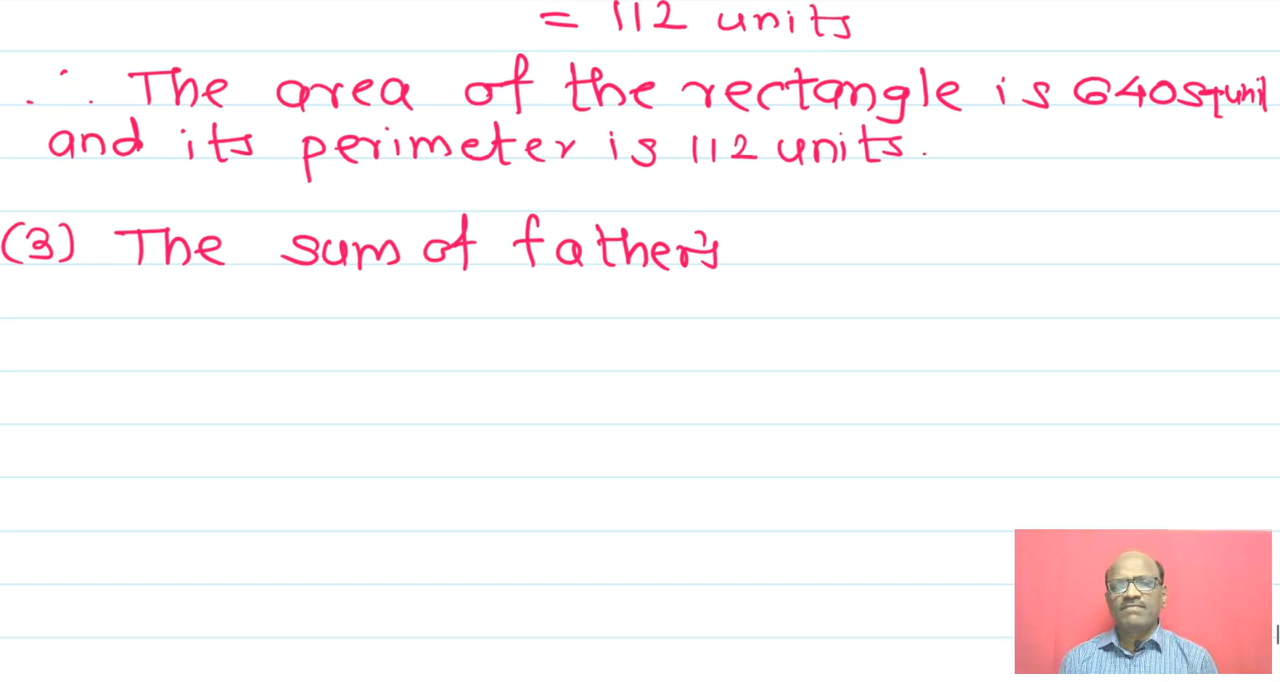 = 112 units
∴ The area of the rectangle is 640 sq unit
and its perimeter is 112 units.
(3) The sum of father's